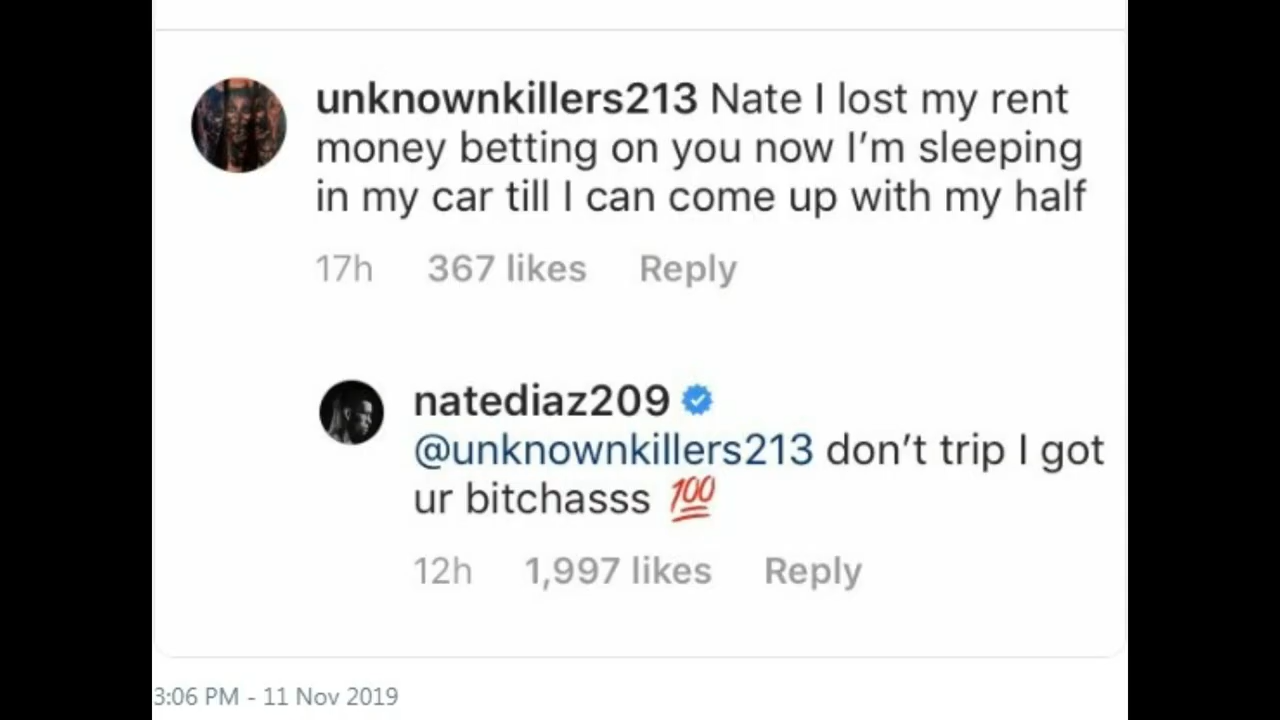 unknownkillers213 Nate I lost my rent
money betting on you now I’m sleeping
in my car till I can come up with my half
17h 367 likes Reply
natediaz209
@unknownkillers213 don’t trip I got
ur bitchasss 💯
12h 1,997 likes Reply
3:06 PM - 11 Nov 2019